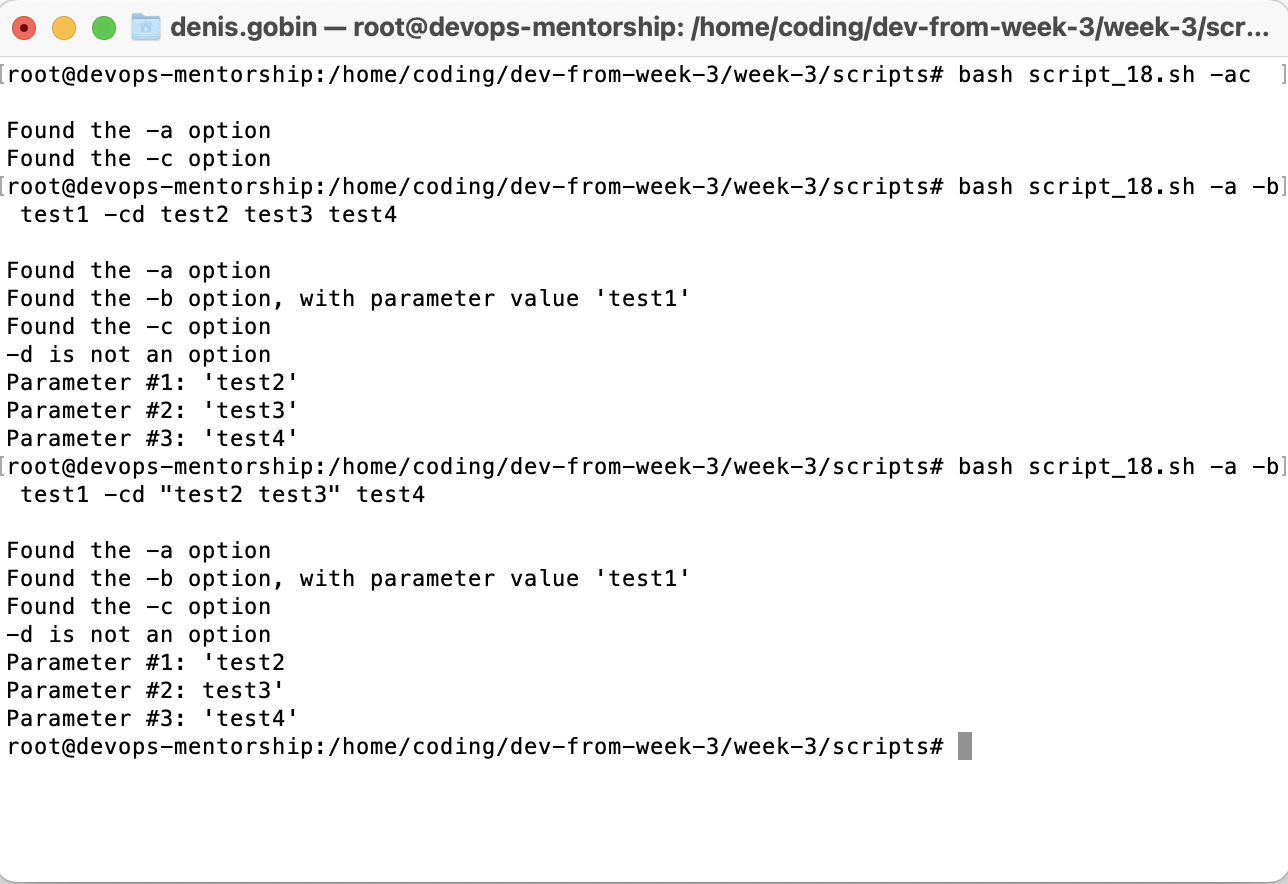 denis.gobin — root@devops-mentorship: /home/coding/dev-from-week-3/week-3/scr...
[root@devops-mentorship:/home/coding/dev-from-week-3/week-3/scripts# bash script_18.sh -ac ]
Found the -a option
Found the -c option
[root@devops-mentorship:/home/coding/dev-from-week-3/week-3/scripts# bash script_18.sh -a -b]
test1 -cd test2 test3 test4
Found the -a option
Found the -b option, with parameter value 'test1'
Found the -c option
-d is not an option
Parameter #1: 'test2'
Parameter #2: 'test3'
Parameter #3: 'test4'
[root@devops-mentorship:/home/coding/dev-from-week-3/week-3/scripts# bash script_18.sh -a -b]
test1 -cd "test2 test3" test4
Found the -a option
Found the -b option, with parameter value 'test1'
Found the -c option
-d is not an option
Parameter #1: 'test2
Parameter #2: test3'
Parameter #3: 'test4'
root@devops-mentorship:/home/coding/dev-from-week-3/week-3/scripts#